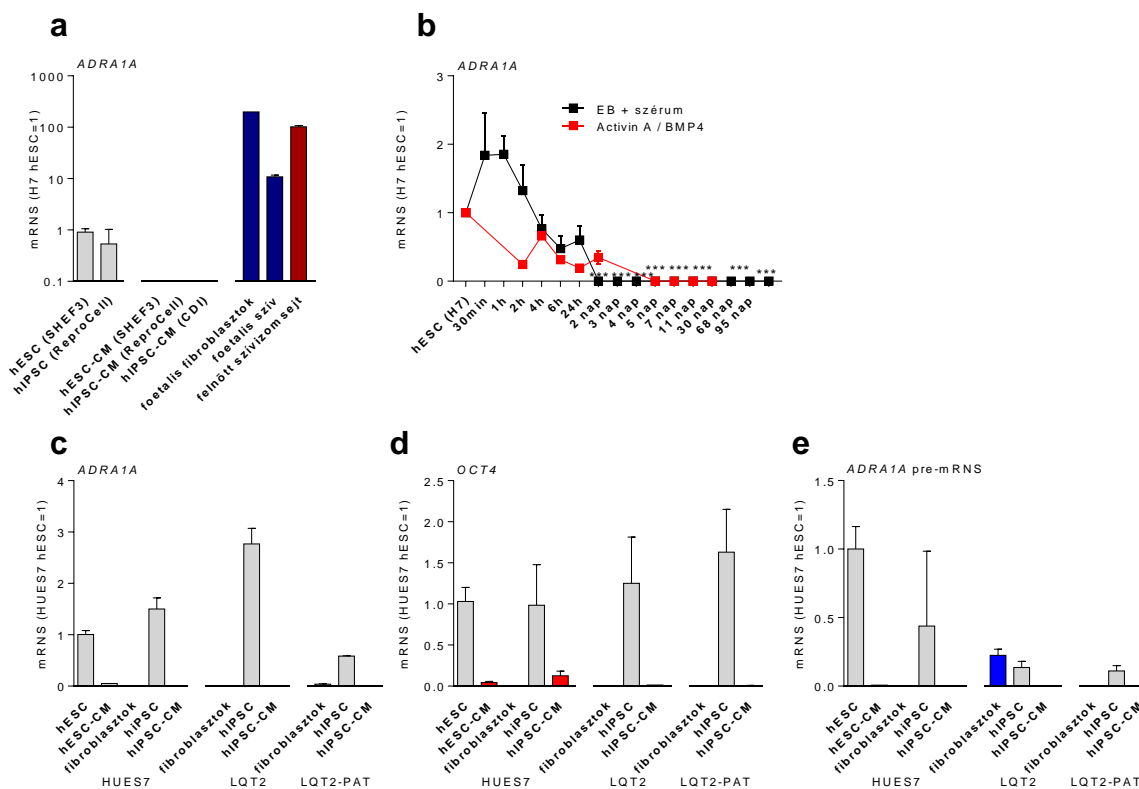 a
ADRA1A
mRNS (H7 hESC=1)
1000
100
10
1
0.1
hESC (SHEF3)
hIPSC (ReproCell)
hESC-CM (SHEF3)
hIPSC-CM (ReproCell)
hIPSC-CM (CDI)
foetalis fibroblasztok
foetalis szív
felnőtt szívizom sejt
b
ADRA1A
mRNS (H7 hESC=1)
3
2
1
0
EB + szérum
Activin A / BMP4
*** *** *** *** *** *** *** ***
hESC (H7)
30min
1h
2h
4h
6h
24h
2 nap
3 nap
4 nap
5 nap
7 nap
11 nap
30 nap
68 nap
95 nap
c
ADRA1A
mRNS (HUES7 hESC=1)
4
3
2
1
0
hESC
hESC-CM
fibroblasztok
hIPSC
hIPSC-CM
fibroblasztok
hIPSC
hIPSC-CM
fibroblasztok
hIPSC
hIPSC-CM
HUES7
LQT2
LQT2-PAT
d
OCT4
mRNS (HUES7 hESC=1)
2.5
2.0
1.5
1.0
0.5
0.0
hESC
hESC-CM
fibroblasztok
hIPSC
hIPSC-CM
fibroblasztok
hIPSC
hIPSC-CM
fibroblasztok
hIPSC
hIPSC-CM
HUES7
LQT2
LQT2-PAT
e
ADRA1A pre-mRNS
mRNS (HUES7 hESC=1)
1.5
1.0
0.5
0.0
hESC
hESC-CM
fibroblasztok
hIPSC
hIPSC-CM
fibroblasztok
hIPSC
hIPSC-CM
fibroblasztok
hIPSC
hIPSC-CM
HUES7
LQT2
LQT2-PAT